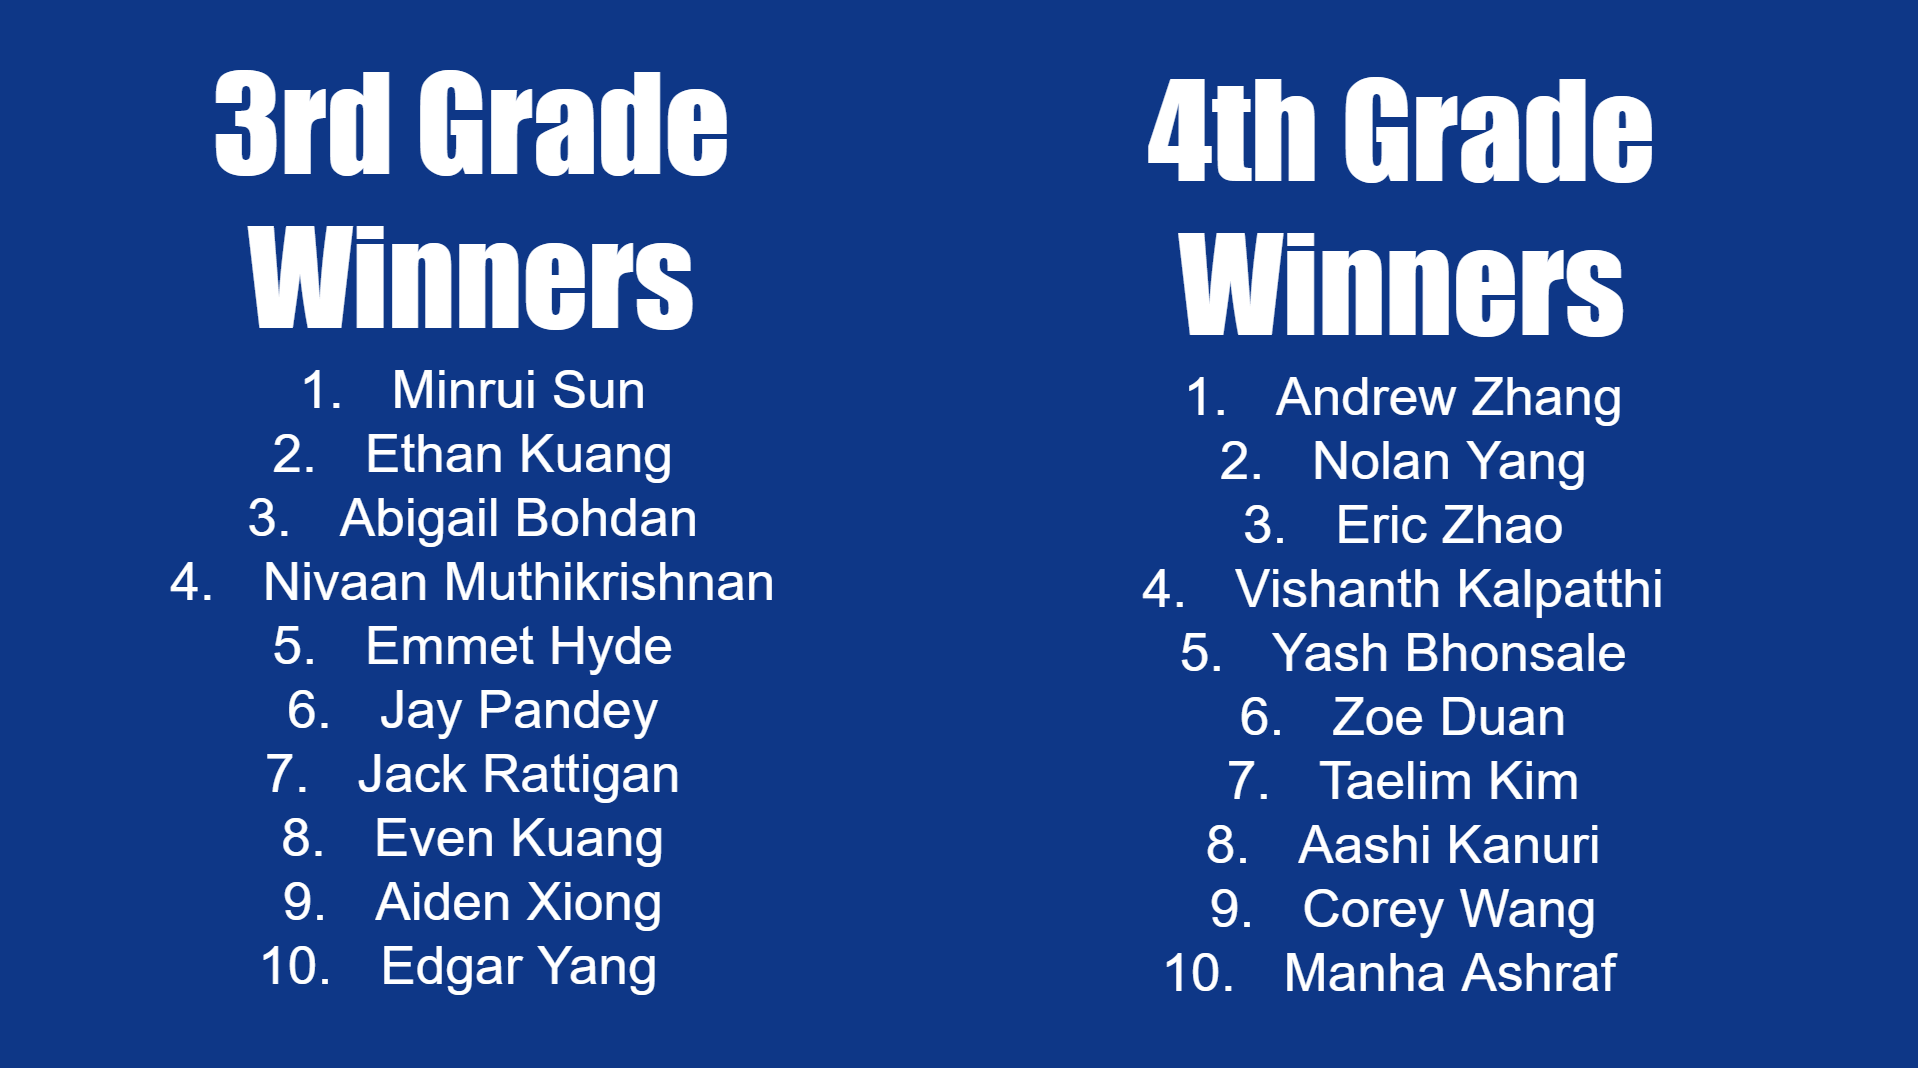 3rd Grade
Winners
1. Minrui Sun
2. Ethan Kuang
3. Abigail Bohdan
4. Nivaan Muthikrishnan
5. Emmet Hyde
6. Jay Pandey
7. Jack Rattigan
8. Even Kuang
9. Aiden Xiong
10. Edgar Yang
4th Grade
Winners
1. Andrew Zhang
2. Nolan Yang
3. Eric Zhao
4. Vishanth Kalpatthi
5. Yash Bhonsale
6. Zoe Duan
7. Taelim Kim
8. Aashi Kanuri
9. Corey Wang
10. Manha Ashraf